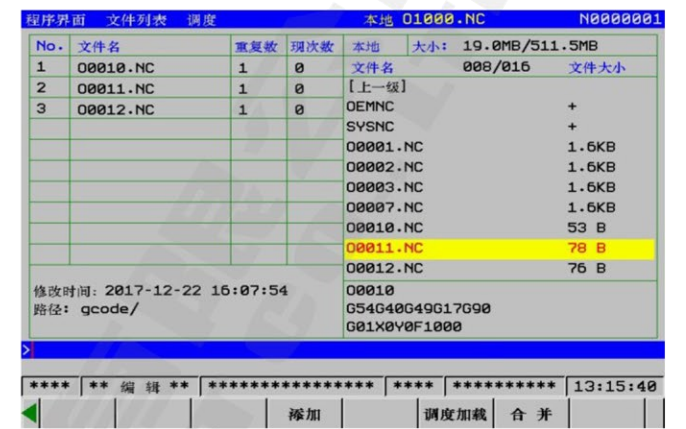 程序界面 文件列表 调度 本地 O1000.NC N0000001
No. 文件名 重复数 现次数
1 O0010.NC 1 0
2 O0011.NC 1 0
3 O0012.NC 1 0
修改时间: 2017-12-22 16:07:54
路径: gcode/
本地 大小: 19.0MB/511.5MB
文件名 008/016 文件大小
[上一级]
OEMNC +
SYSNC +
O0001.NC 1.6KB
O0002.NC 1.6KB
O0003.NC 1.6KB
O0007.NC 1.6KB
O0010.NC 53 B
O0011.NC 78 B
O0012.NC 76 B
O0010
G54G40G49G17G90
G01X0Y0F1000
>
**** ** 编辑 ** **************** **** ********** 13:15:40
添加 调度加载 合并